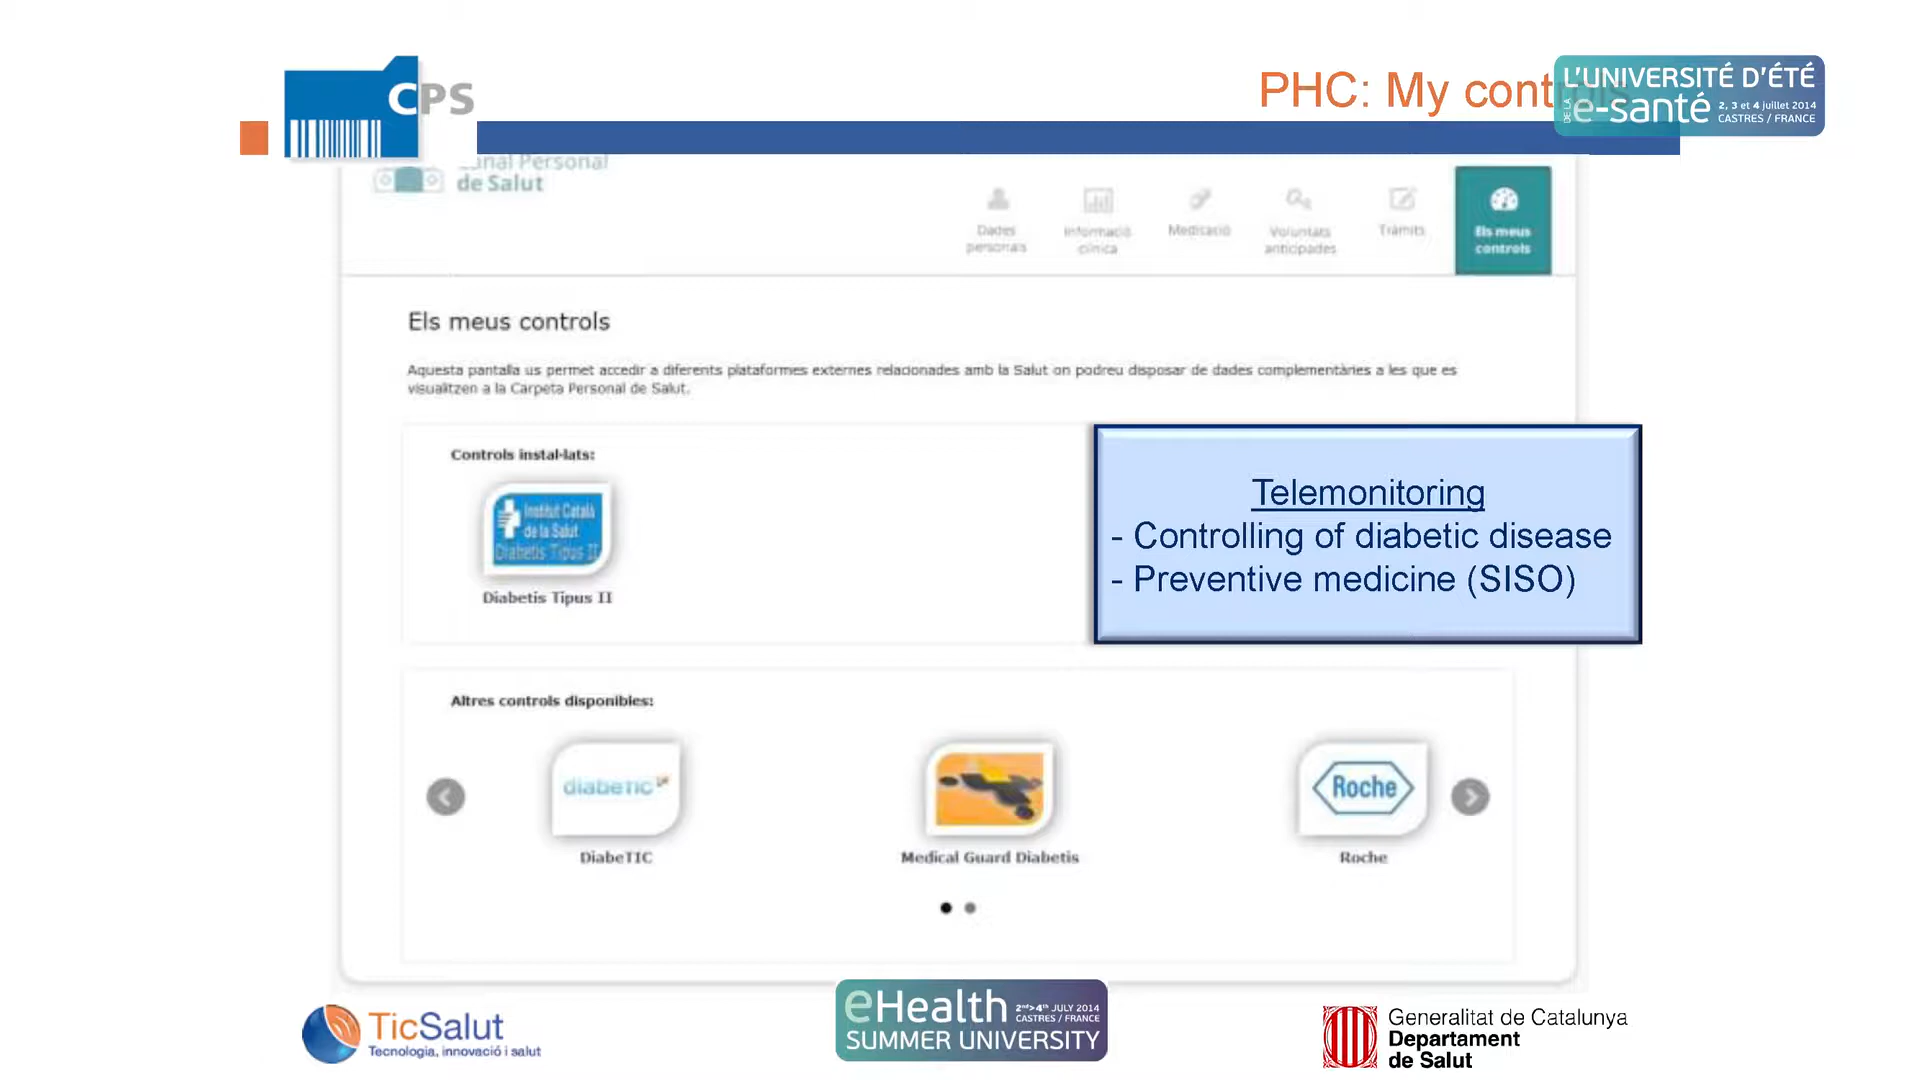 CPS
PHC: My cont
L'UNIVERSITÉ D'ÉTÉ
DE LA e-santé 2, 3 et 4 juillet 2014
CASTRES / FRANCE
Canal Personal
de Salut
Dades
personals
Informació
clínica
Medicació
Voluntats
anticipades
Tràmits
Els meus
controls
Els meus controls
Aquesta pantalla us permet accedir a diferents plataformes externes relacionades amb la Salut on podreu disposar de dades complementàries a les que es
visualitzen a la Carpeta Personal de Salut.
Controls instal·lats:
Institut Català
de la Salut
Diabetis Tipus II
Diabetis Tipus II
Telemonitoring
- Controlling of diabetic disease
- Preventive medicine (SISO)
Altres controls disponibles:
diabeTIC
DiabeTIC
Medical Guard Diabetis
Roche
Roche
TicSalut
Tecnologia, innovació i salut
eHealth 2nd>4th JULY 2014
CASTRES / FRANCE
SUMMER UNIVERSITY
Generalitat de Catalunya
Departament
de Salut